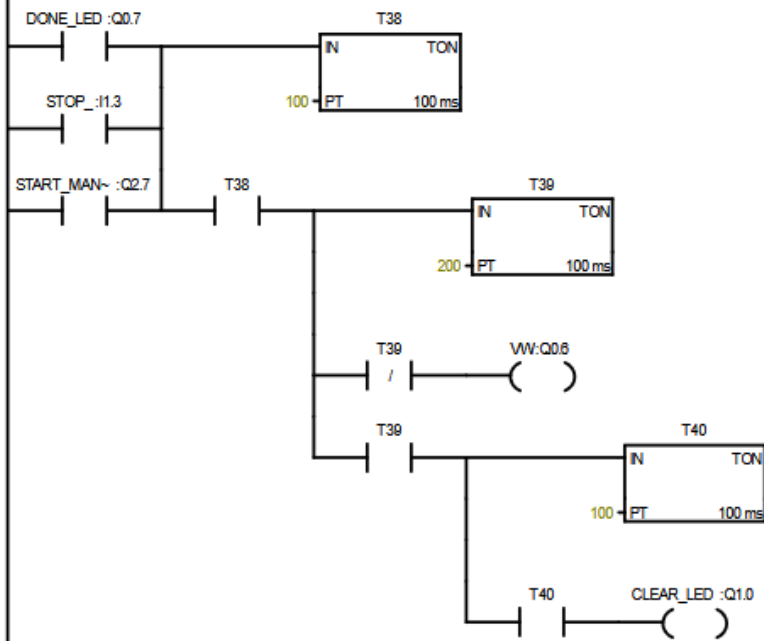 DONE_LED :Q0.7
T38
IN TON
STOP_:I1.3
100 PT 100 ms
START_MAN~ :Q2.7
T38
T39
IN TON
200 PT 100 ms
T39
/
VW:Q0.6
T39
T40
IN TON
100 PT 100 ms
T40
CLEAR_LED :Q1.0